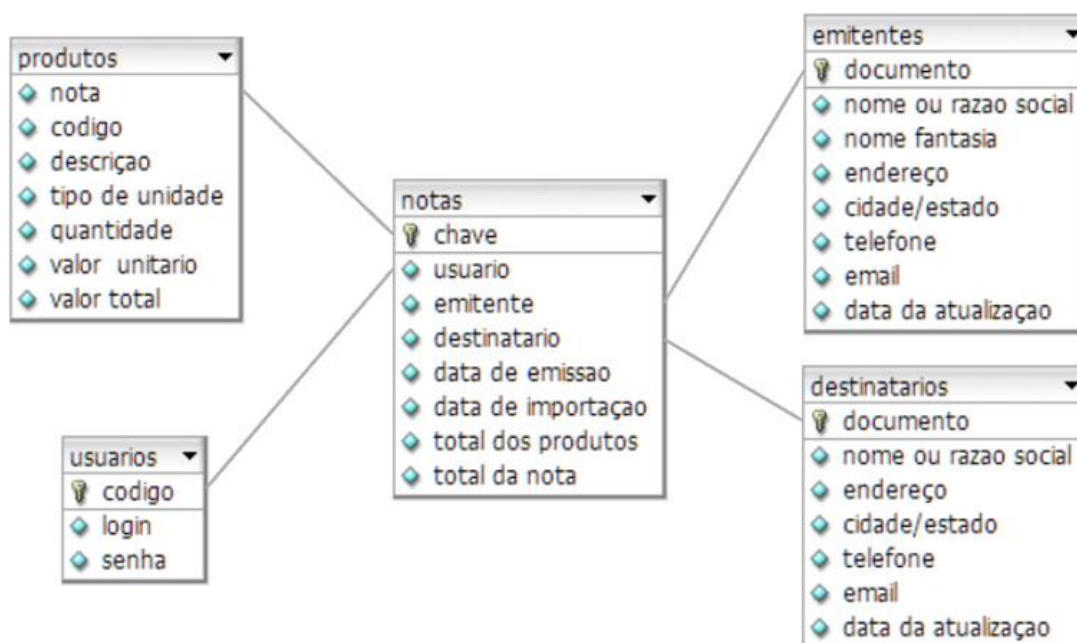 produtos
nota
codigo
descriçao
tipo de unidade
quantidade
valor unitario
valor total
usuarios
codigo
login
senha
notas
chave
usuario
emitente
destinatario
data de emissao
data de importaçao
total dos produtos
total da nota
emitentes
documento
nome ou razao social
nome fantasia
endereço
cidade/estado
telefone
email
data da atualizaçao
destinatarios
documento
nome ou razao social
endereço
cidade/estado
telefone
email
data da atualizaçao